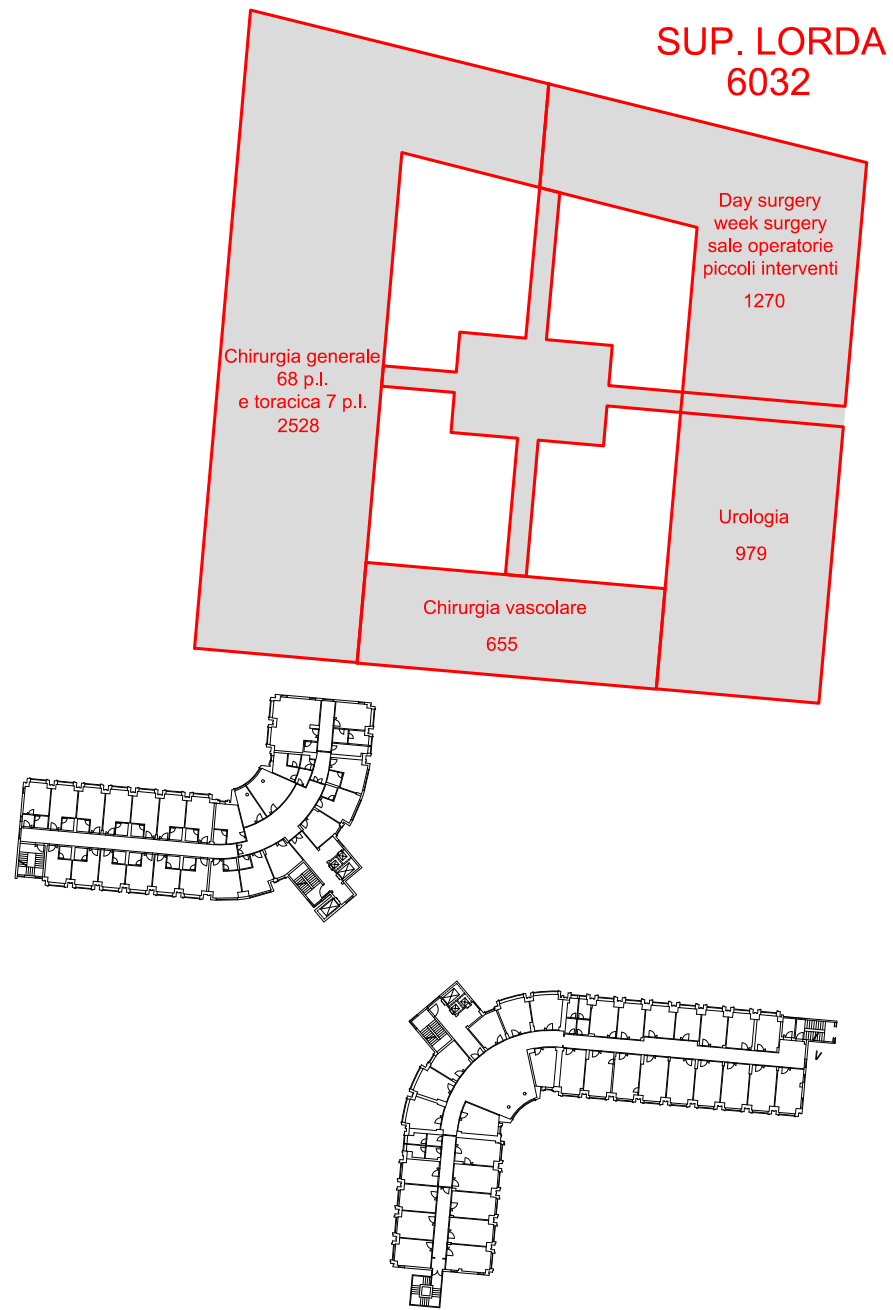 SUP. LORDA
6032
Day surgery
week surgery
sale operatorie
piccoli interventi
1270
Chirurgia generale
68 p.l.
e toracica 7 p.l.
2528
Urologia
979
Chirurgia vascolare
655